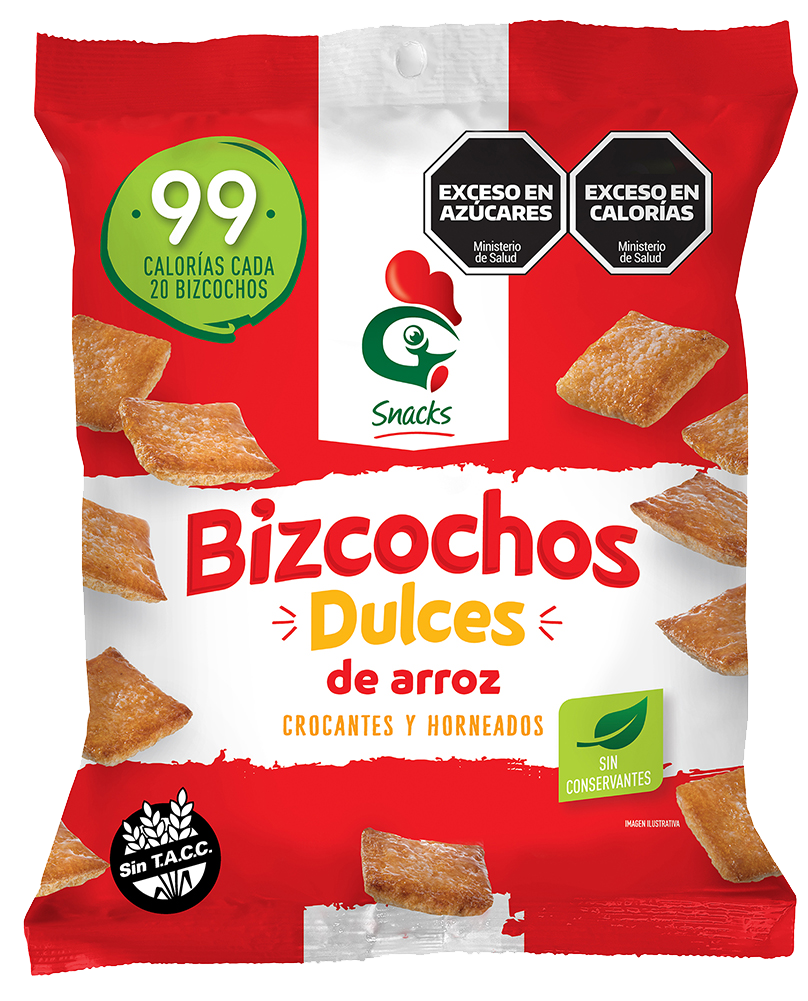 99
CALORÍAS CADA
20 BIZCOCHOS
EXCESO EN
AZÚCARES
Ministerio
de Salud
EXCESO EN
CALORÍAS
Ministerio
de Salud
Snacks
Bizcochos
Dulces
de arroz
CROCANTES Y HORNEADOS
SIN
CONSERVANTES
IMAGEN ILUSTRATIVA
Sin T.A.C.C.